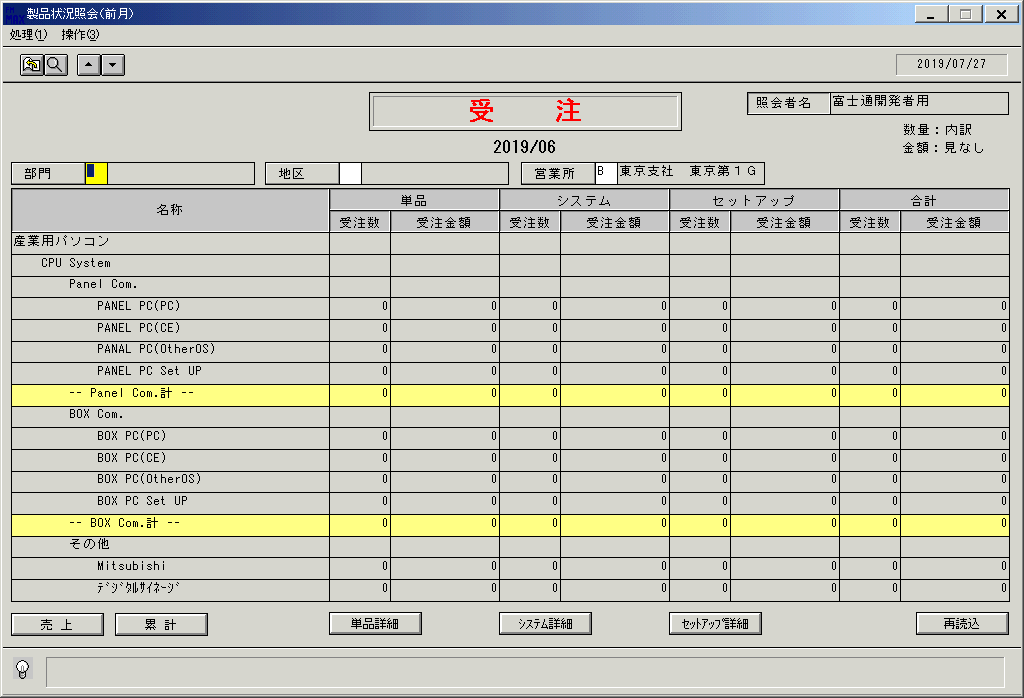 製品状況照会(前月)
処理(1) 操作(3)
2019/07/27
受 注
照会者名 富士通開発者用
2019/06
数量：内訳
金額：見なし
部門 地区 営業所 B 東京支社 東京第1G
名称 単品 システム セットアップ 合計
受注数 受注金額 受注数 受注金額 受注数 受注金額 受注数 受注金額
産業用パソコン
CPU System
Panel Com.
PANEL PC(PC) 0 0 0 0 0 0 0 0
PANEL PC(CE) 0 0 0 0 0 0 0 0
PANAL PC(OtherOS) 0 0 0 0 0 0 0 0
PANEL PC Set UP 0 0 0 0 0 0 0 0
-- Panel Com.計 -- 0 0 0 0 0 0 0 0
BOX Com.
BOX PC(PC) 0 0 0 0 0 0 0 0
BOX PC(CE) 0 0 0 0 0 0 0 0
BOX PC(OtherOS) 0 0 0 0 0 0 0 0
BOX PC Set UP 0 0 0 0 0 0 0 0
-- BOX Com.計 -- 0 0 0 0 0 0 0 0
その他
Mitsubishi 0 0 0 0 0 0 0 0
ﾃﾞｼﾞﾀﾙｻｲﾈｰｼﾞ 0 0 0 0 0 0 0 0
売 上 累 計 単品詳細 ｼｽﾃﾑ詳細 ｾｯﾄｱｯﾌﾟ詳細 再読込